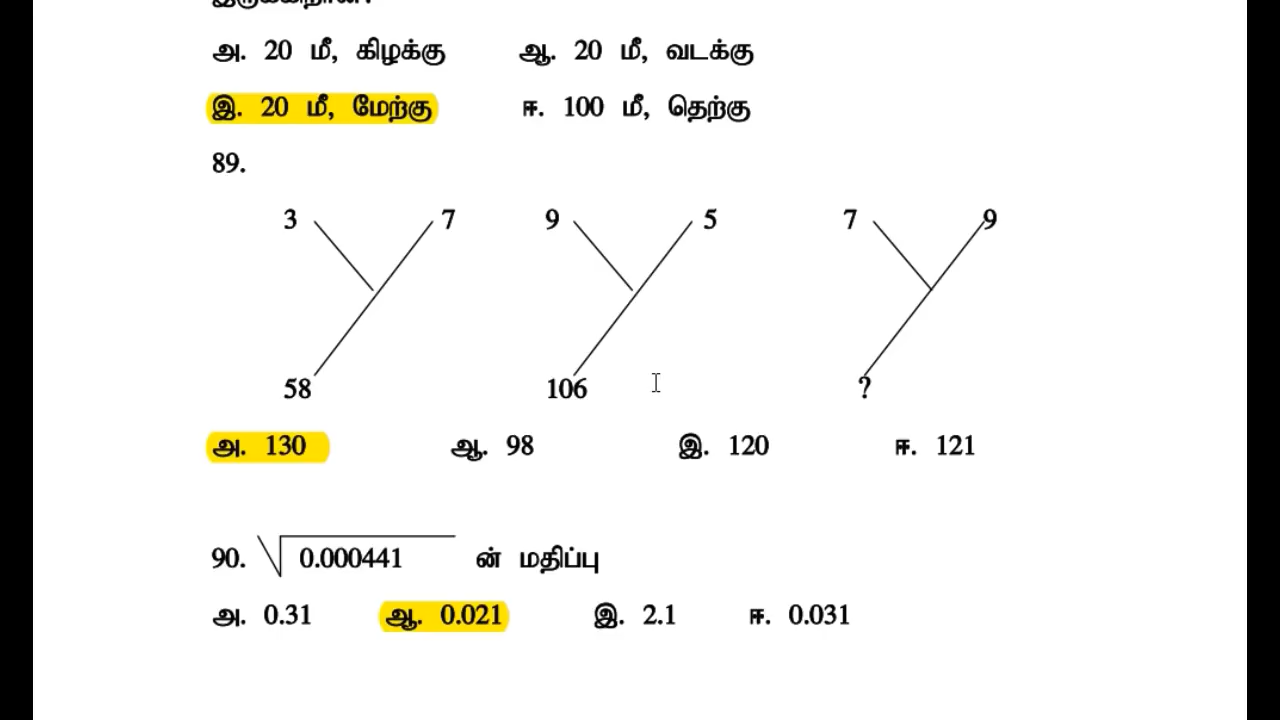 அ. 20 மீ, கிழக்கு ஆ. 20 மீ, வடக்கு
இ. 20 மீ, மேற்கு ஈ. 100 மீ, தெற்கு
89.
3 7 9 5 7 9
58 106 ?
அ. 130 ஆ. 98 இ. 120 ஈ. 121
90. √0.000441 ன் மதிப்பு
அ. 0.31 ஆ. 0.021 இ. 2.1 ஈ. 0.031